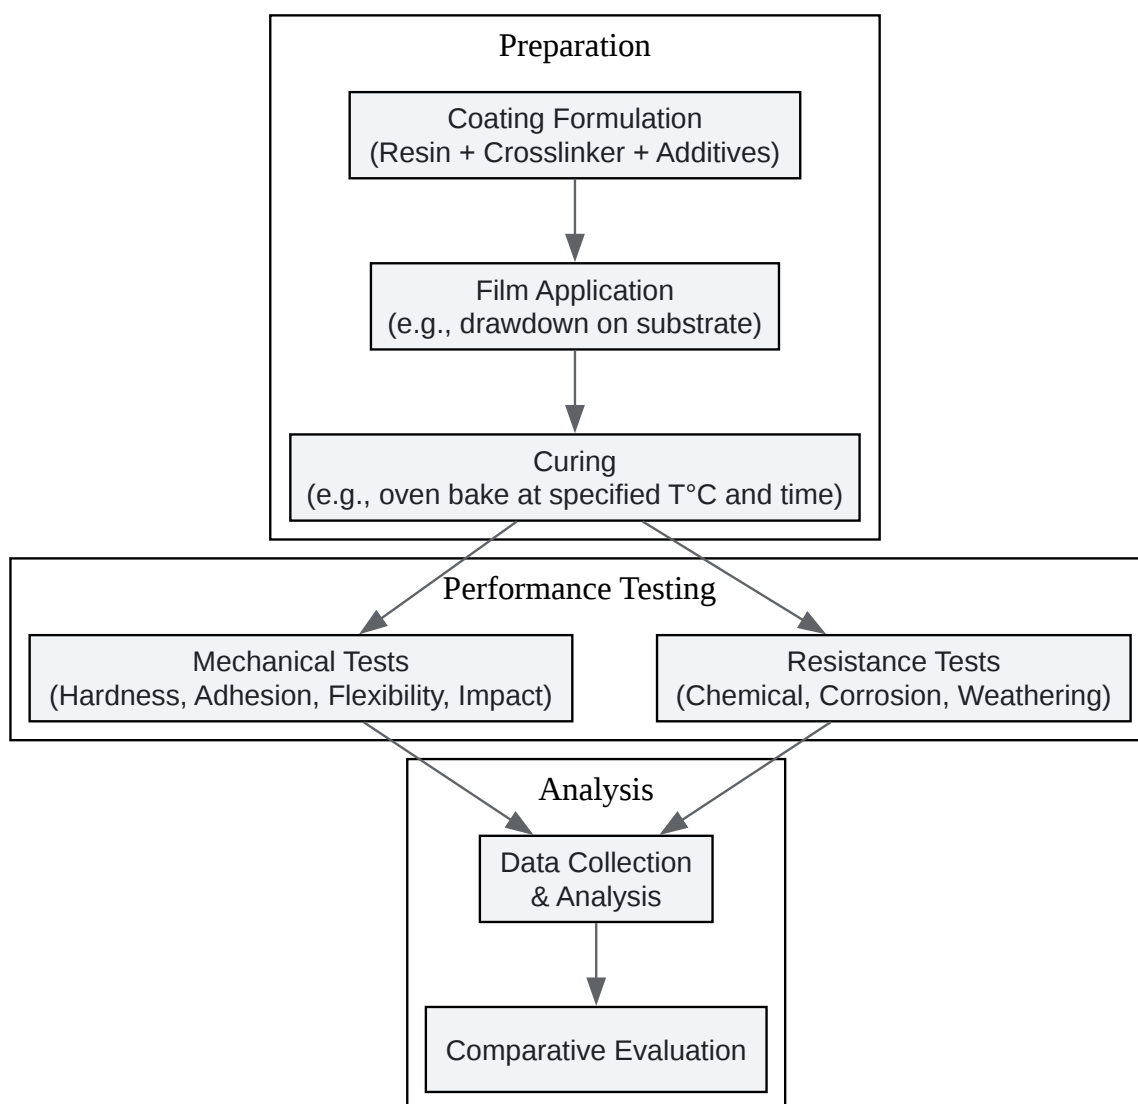 Preparation
Coating Formulation
(Resin + Crosslinker + Additives)
Film Application
(e.g., drawdown on substrate)
Curing
(e.g., oven bake at specified T°C and time)
Performance Testing
Mechanical Tests
(Hardness, Adhesion, Flexibility, Impact)
Resistance Tests
(Chemical, Corrosion, Weathering)
Analysis
Data Collection
& Analysis
Comparative Evaluation